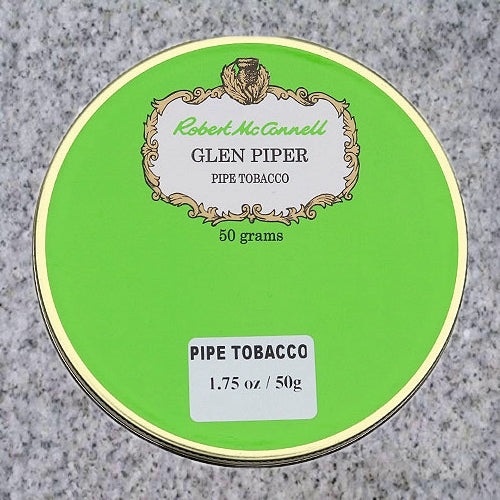 Robert McConnell
GLEN PIPER
PIPE TOBACCO
50 grams
PIPE TOBACCO
1.75 oz / 50g